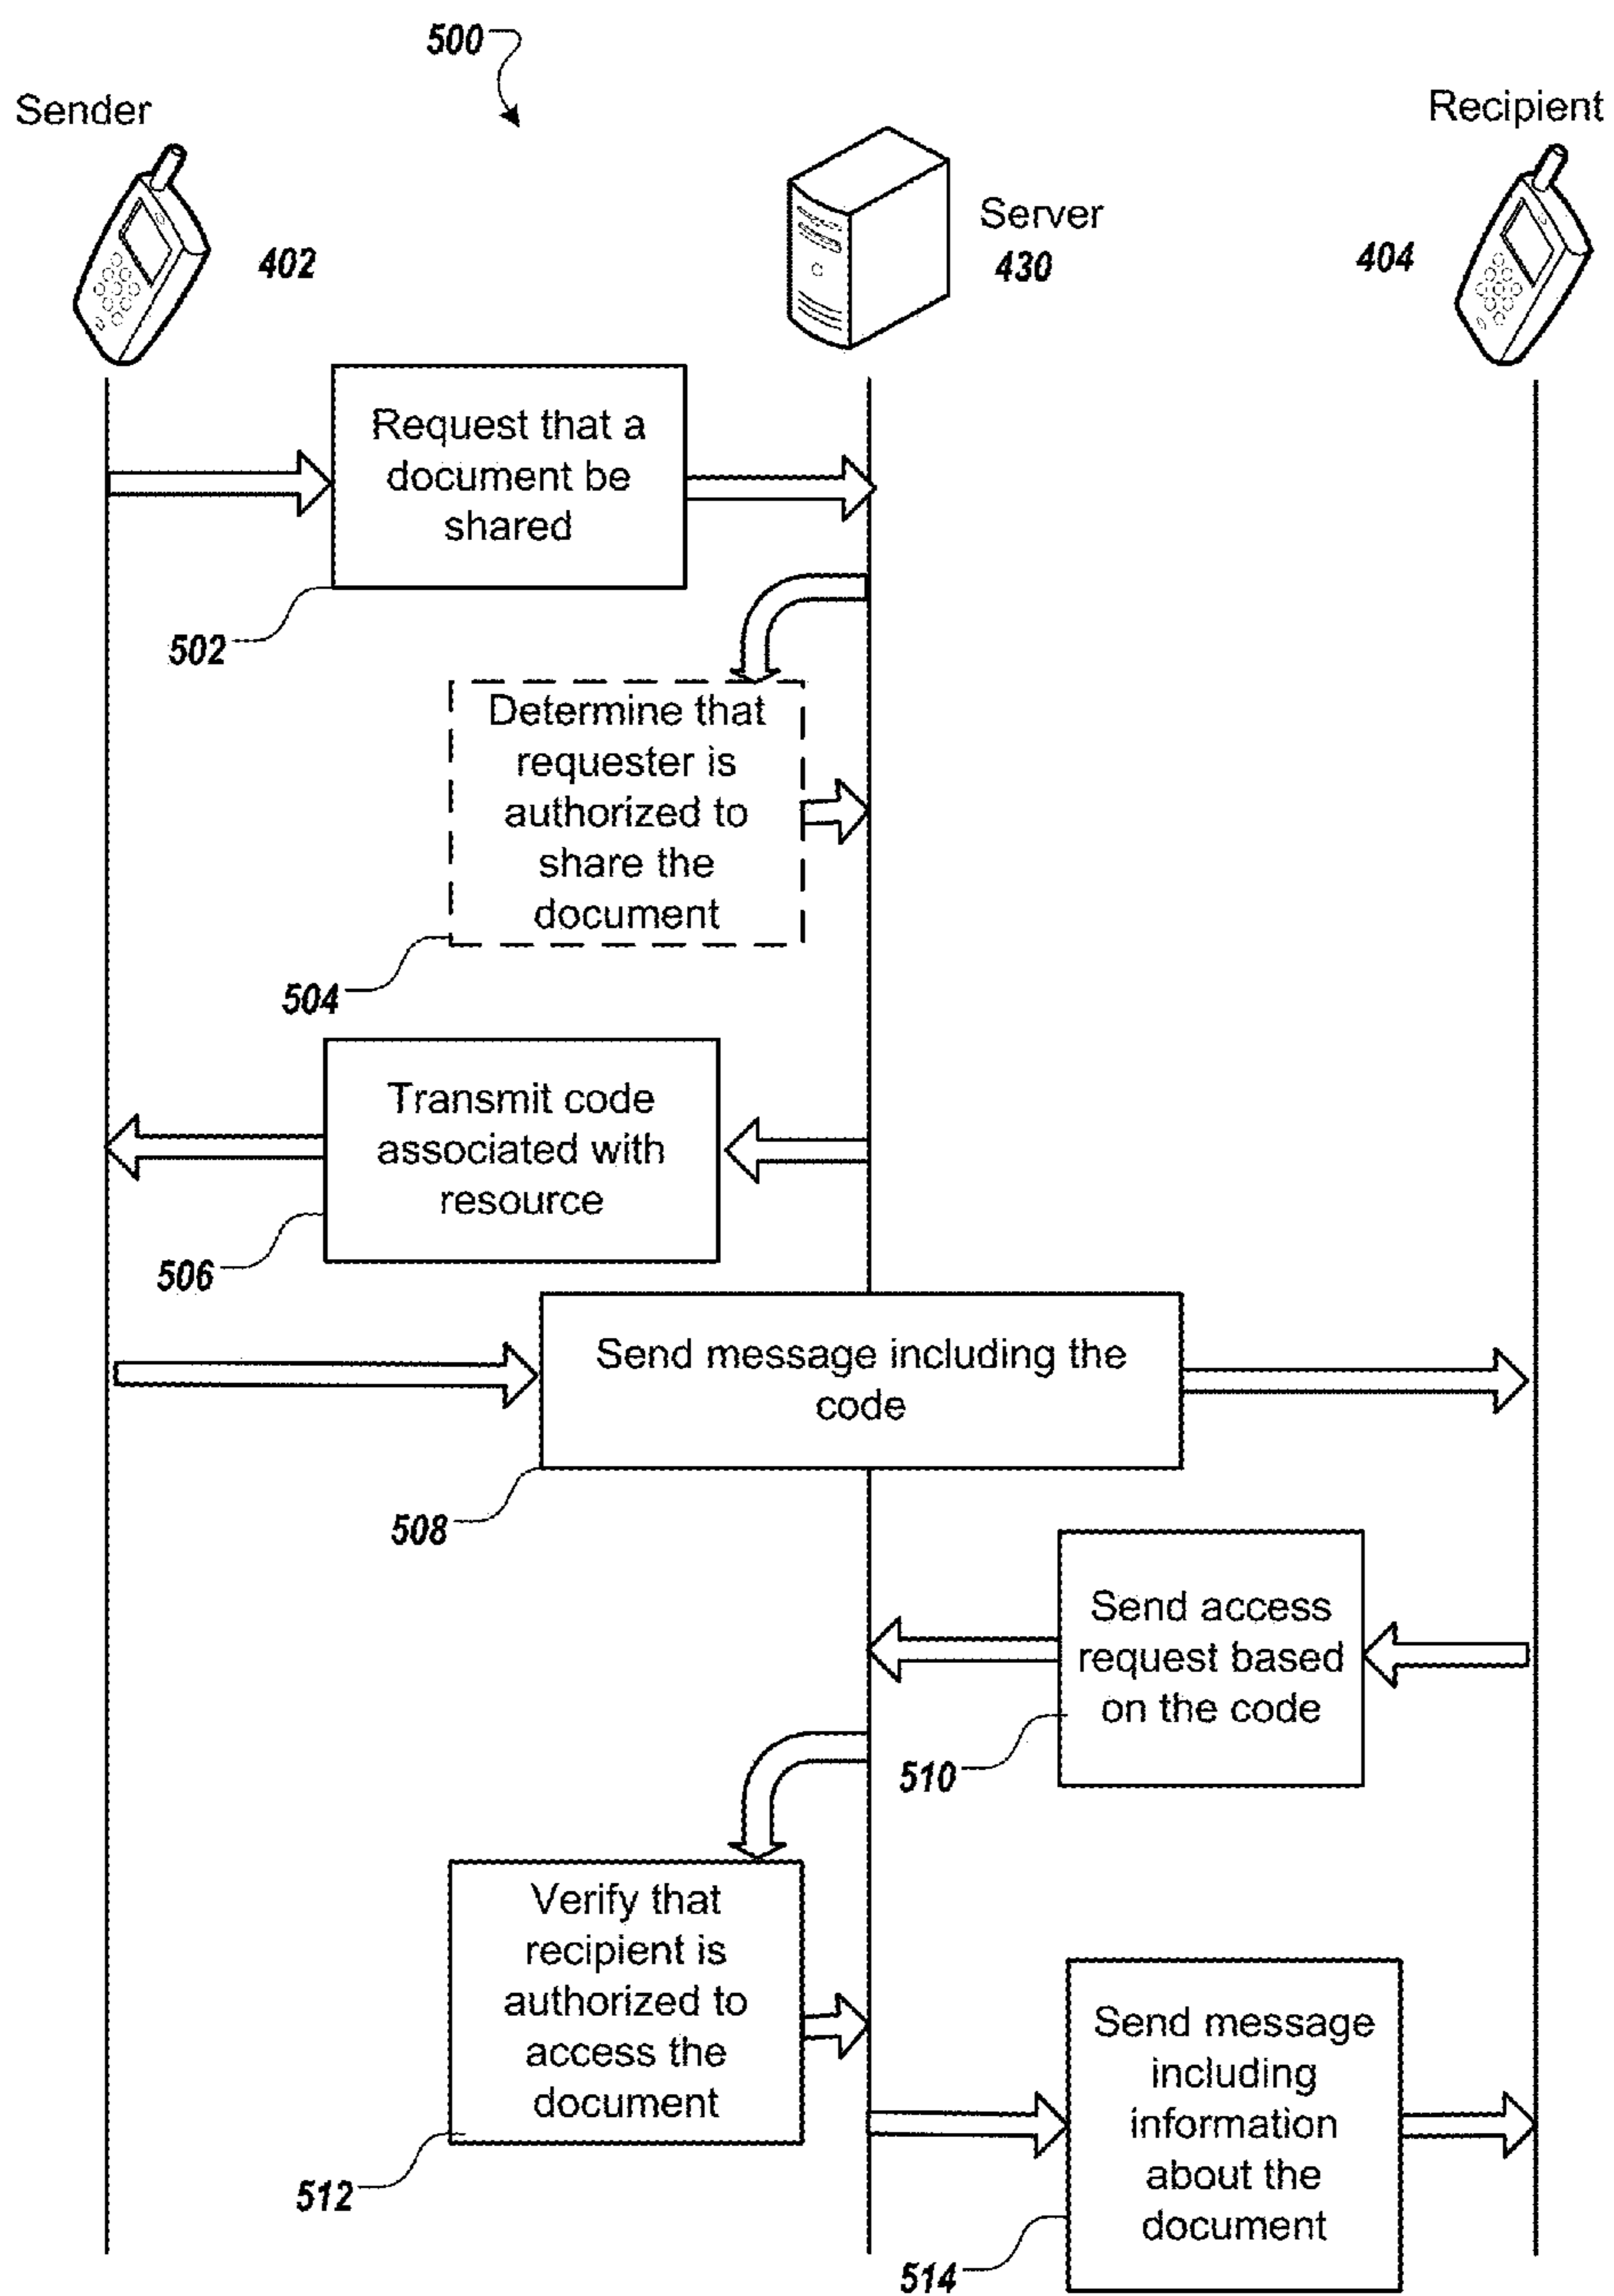 500
Sender
Recipient
Server
402
430
404
Request that a
document be
shared
502
Determine that
requester is
authorized to
share the
document
504
Transmit code
associated with
resource
506
Send message including the
code
508
Send access
request based
on the code
510
Verify that
recipient is
authorized to
access the
document
512
Send message
including
information
about the
document
514